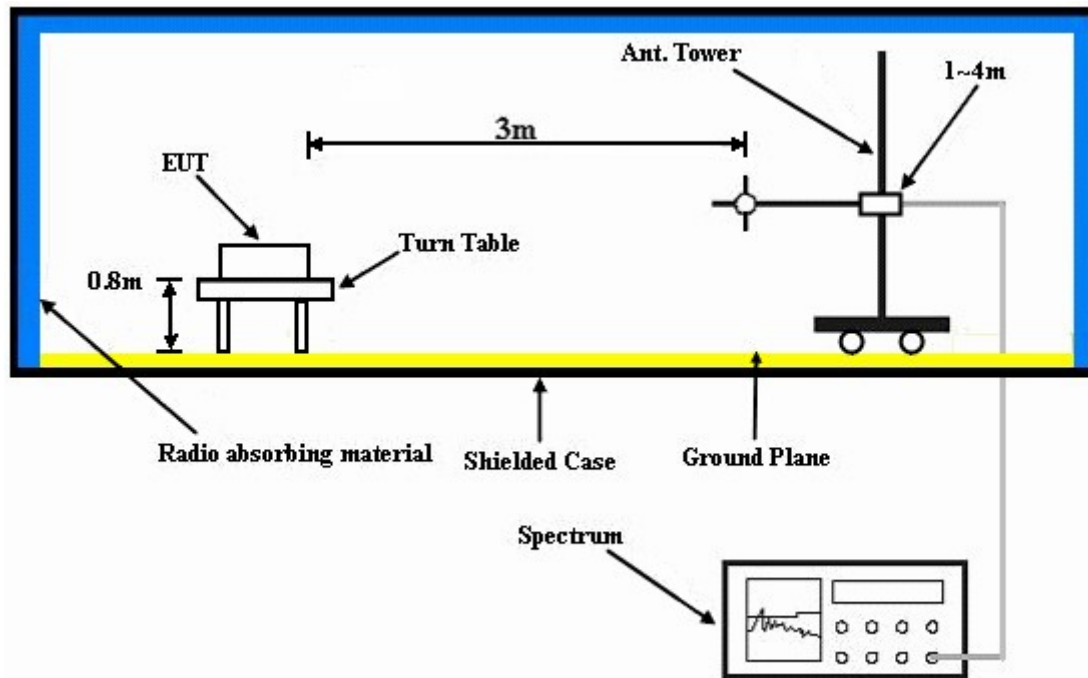 Ant. Tower
1~4m
3m
EUT
Turn Table
0.8m
Radio absorbing material
Shielded Case
Ground Plane
Spectrum